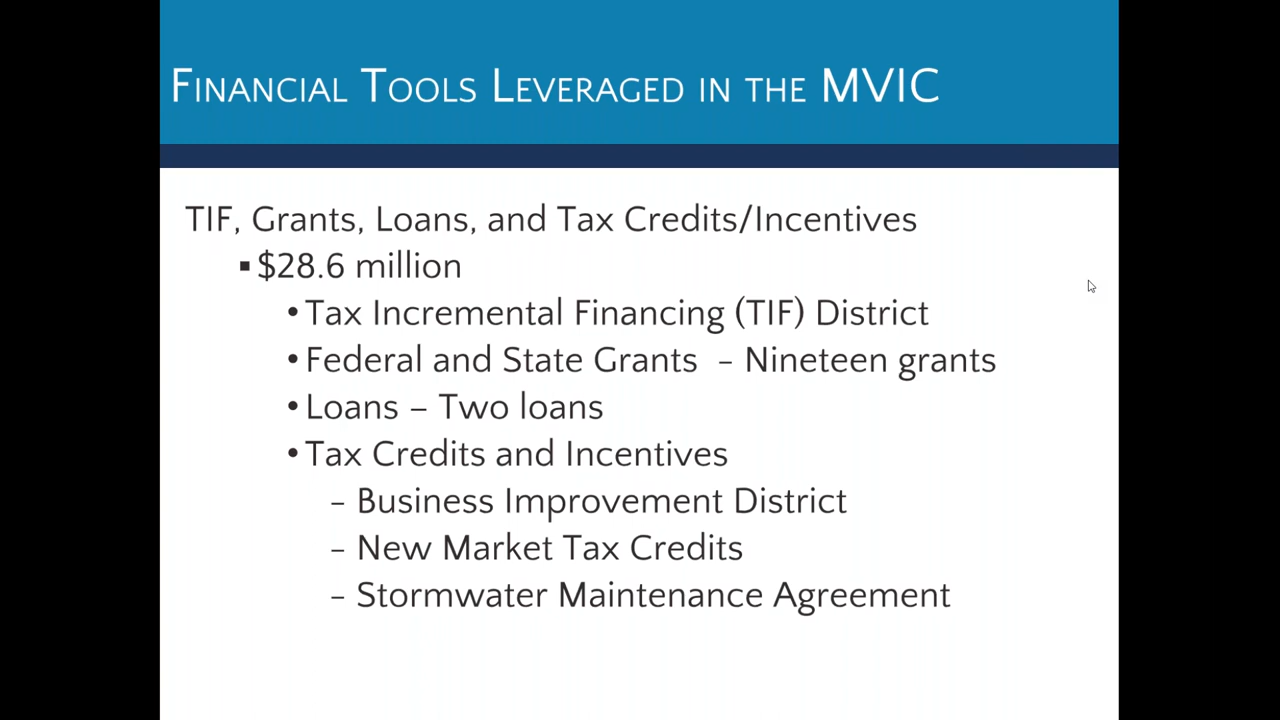 Financial Tools Leveraged in the MVIC
TIF, Grants, Loans, and Tax Credits/Incentives
▪$28.6 million
•Tax Incremental Financing (TIF) District
•Federal and State Grants – Nineteen grants
•Loans – Two loans
•Tax Credits and Incentives
– Business Improvement District
– New Market Tax Credits
– Stormwater Maintenance Agreement